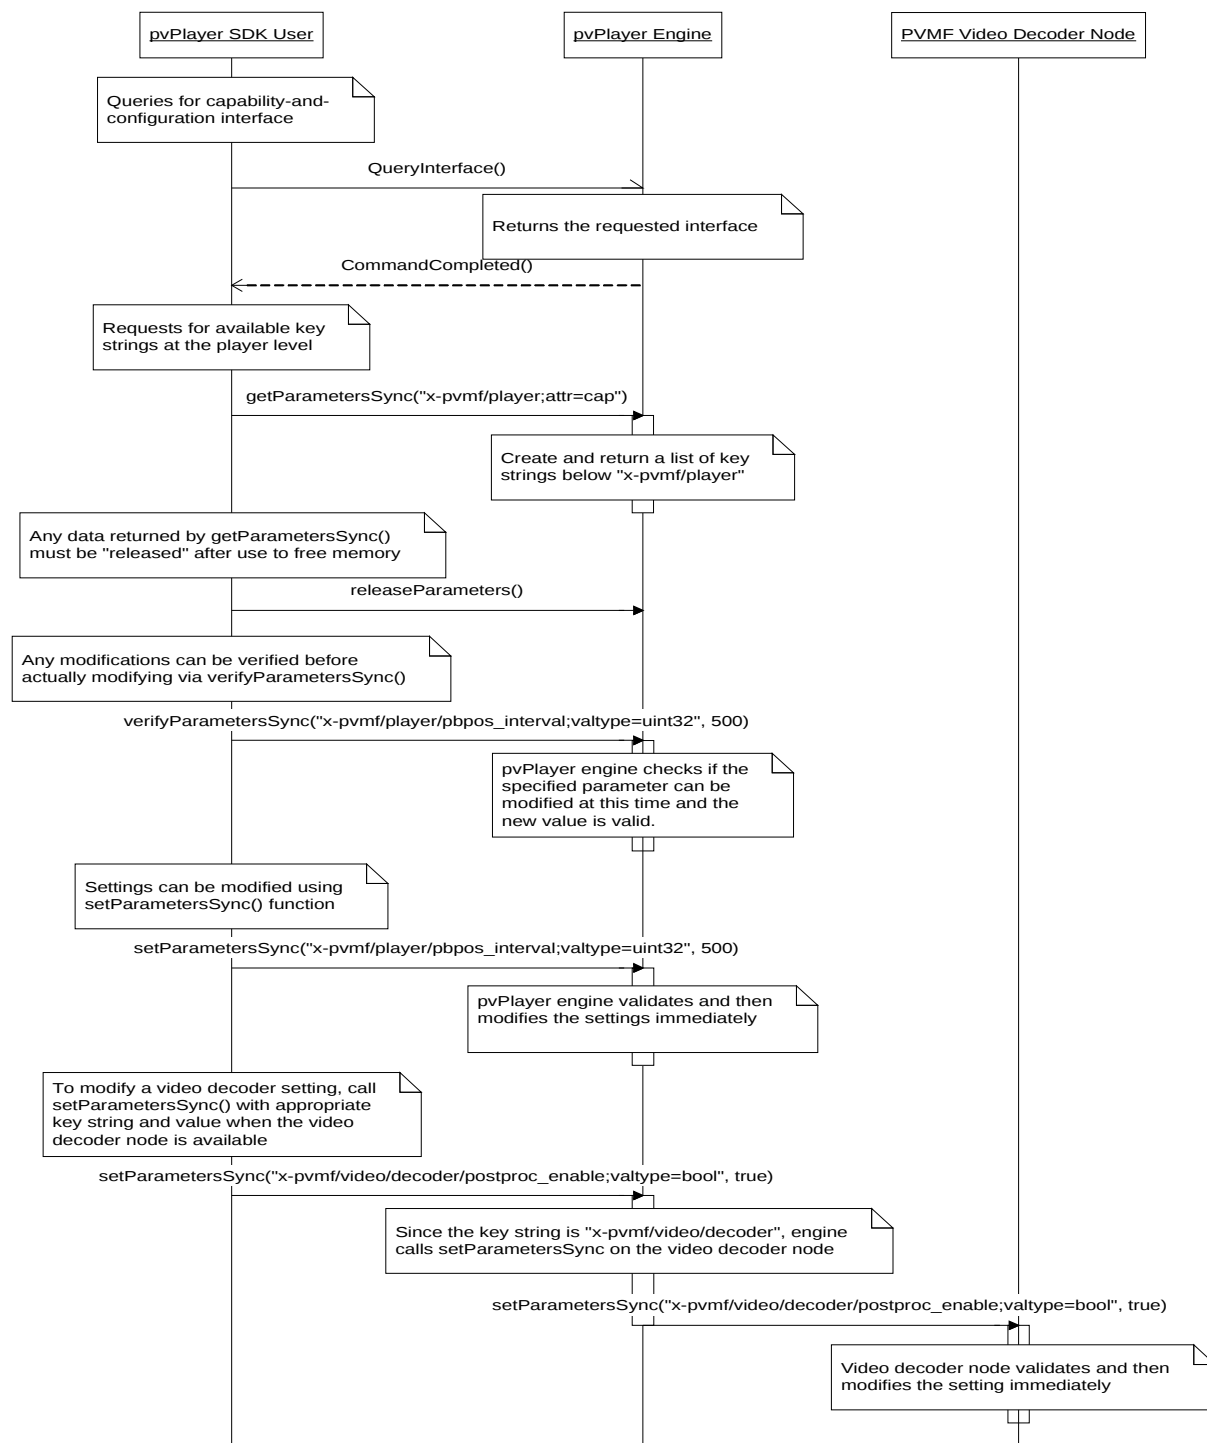 pvPlayer SDK User
pvPlayer Engine
PVMF Video Decoder Node
Queries for capability-and-
configuration interface
QueryInterface()
Returns the requested interface
CommandCompleted()
Requests for available key
strings at the player level
getParametersSync("x-pvmf/player;attr=cap")
Create and return a list of key
strings below "x-pvmf/player"
Any data returned by getParametersSync()
must be "released" after use to free memory
releaseParameters()
Any modifications can be verified before
actually modifying via verifyParametersSync()
verifyParametersSync("x-pvmf/player/pbpos_interval;valtype=uint32", 500)
pvPlayer engine checks if the
specified parameter can be
modified at this time and the
new value is valid.
Settings can be modified using
setParametersSync() function
setParametersSync("x-pvmf/player/pbpos_interval;valtype=uint32", 500)
pvPlayer engine validates and then
modifies the settings immediately
To modify a video decoder setting, call
setParametersSync() with appropriate
key string and value when the video
decoder node is available
setParametersSync("x-pvmf/video/decoder/postproc_enable;valtype=bool", true)
Since the key string is "x-pvmf/video/decoder", engine
calls setParametersSync on the video decoder node
setParametersSync("x-pvmf/video/decoder/postproc_enable;valtype=bool", true)
Video decoder node validates and then
modifies the setting immediately